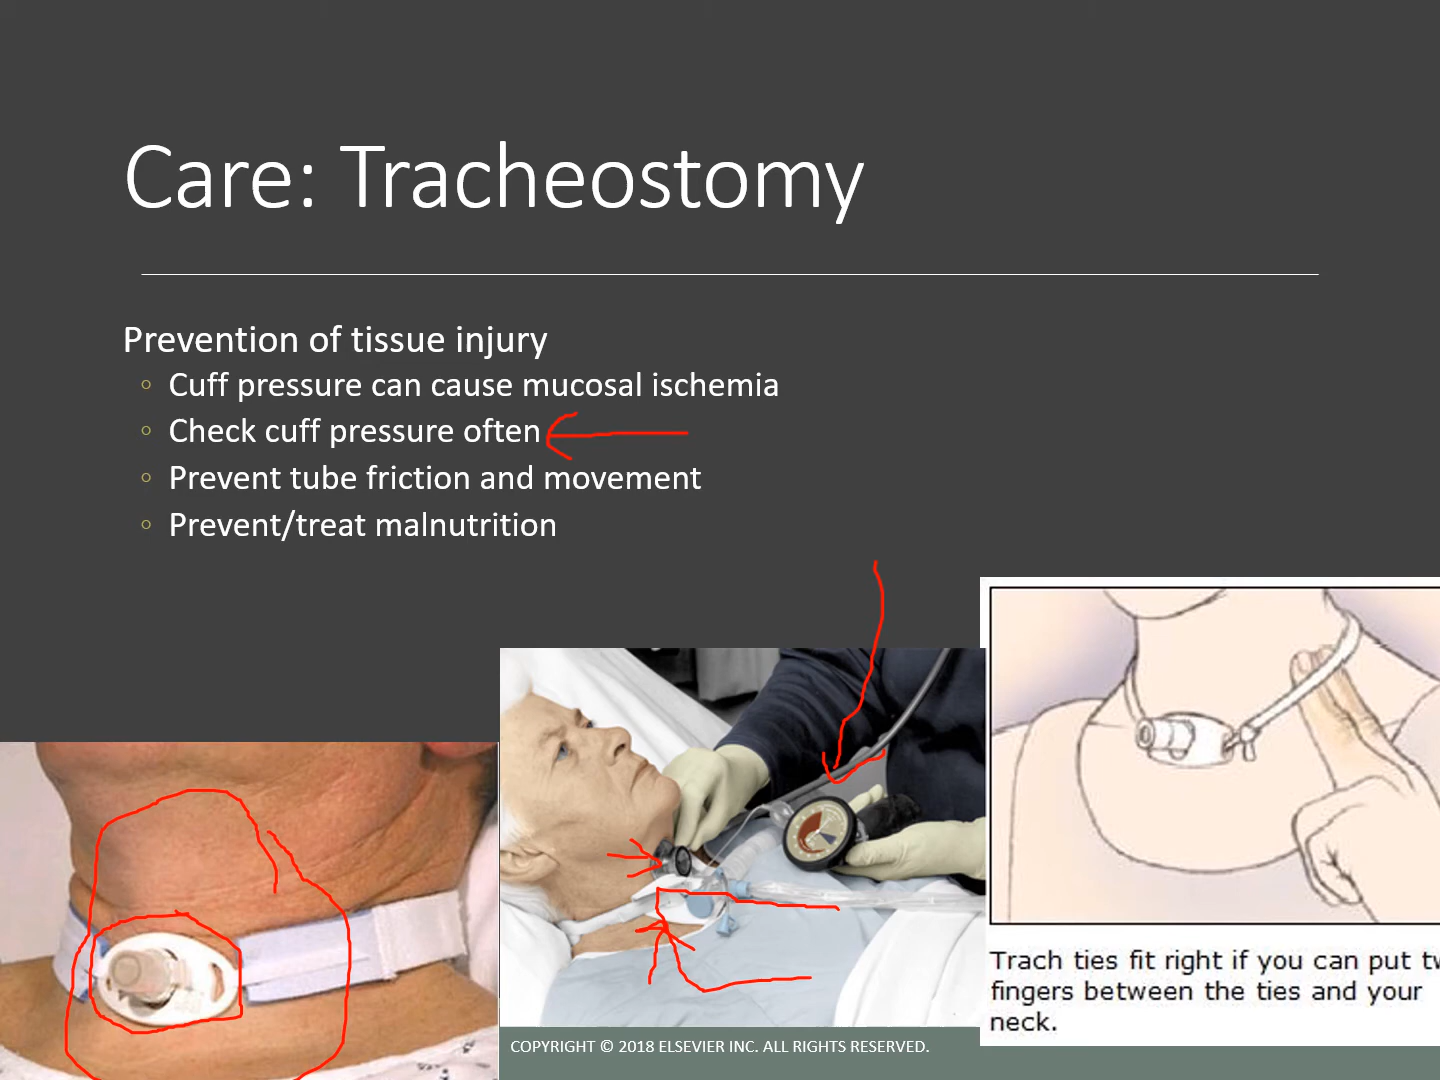 Care: Tracheostomy
Prevention of tissue injury
Cuff pressure can cause mucosal ischemia
Check cuff pressure often
Prevent tube friction and movement
Prevent/treat malnutrition
Trach ties fit right if you can put tw
fingers between the ties and your
neck.
COPYRIGHT © 2018 ELSEVIER INC. ALL RIGHTS RESERVED.